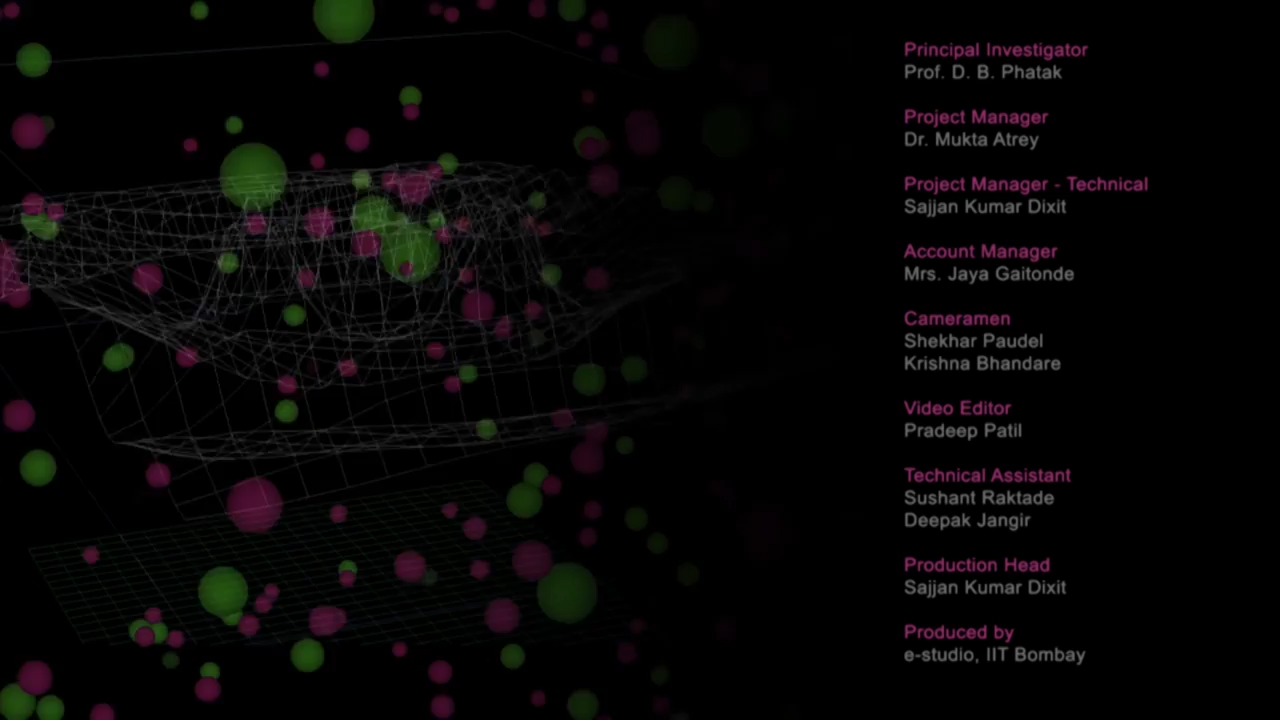 Principal Investigator
Prof. D. B. Phatak
Project Manager
Dr. Mukta Atrey
Project Manager - Technical
Sajjan Kumar Dixit
Account Manager
Mrs. Jaya Gaitonde
Cameramen
Shekhar Paudel
Krishna Bhandare
Video Editor
Pradeep Patil
Technical Assistant
Sushant Raktade
Deepak Jangir
Production Head
Sajjan Kumar Dixit
Produced by
e-studio, IIT Bombay